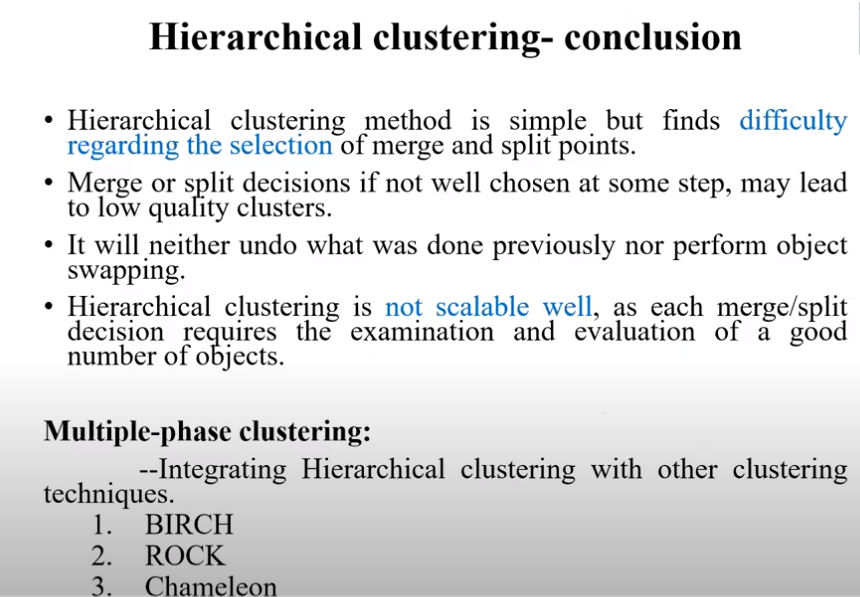 Hierarchical clustering- conclusion
• Hierarchical clustering method is simple but finds difficulty
regarding the selection of merge and split points.
• Merge or split decisions if not well chosen at some step, may lead
to low quality clusters.
• It will neither undo what was done previously nor perform object
swapping.
• Hierarchical clustering is not scalable well, as each merge/split
decision requires the examination and evaluation of a good
number of objects.
Multiple-phase clustering:
--Integrating Hierarchical clustering with other clustering
techniques.
1. BIRCH
2. ROCK
3. Chameleon